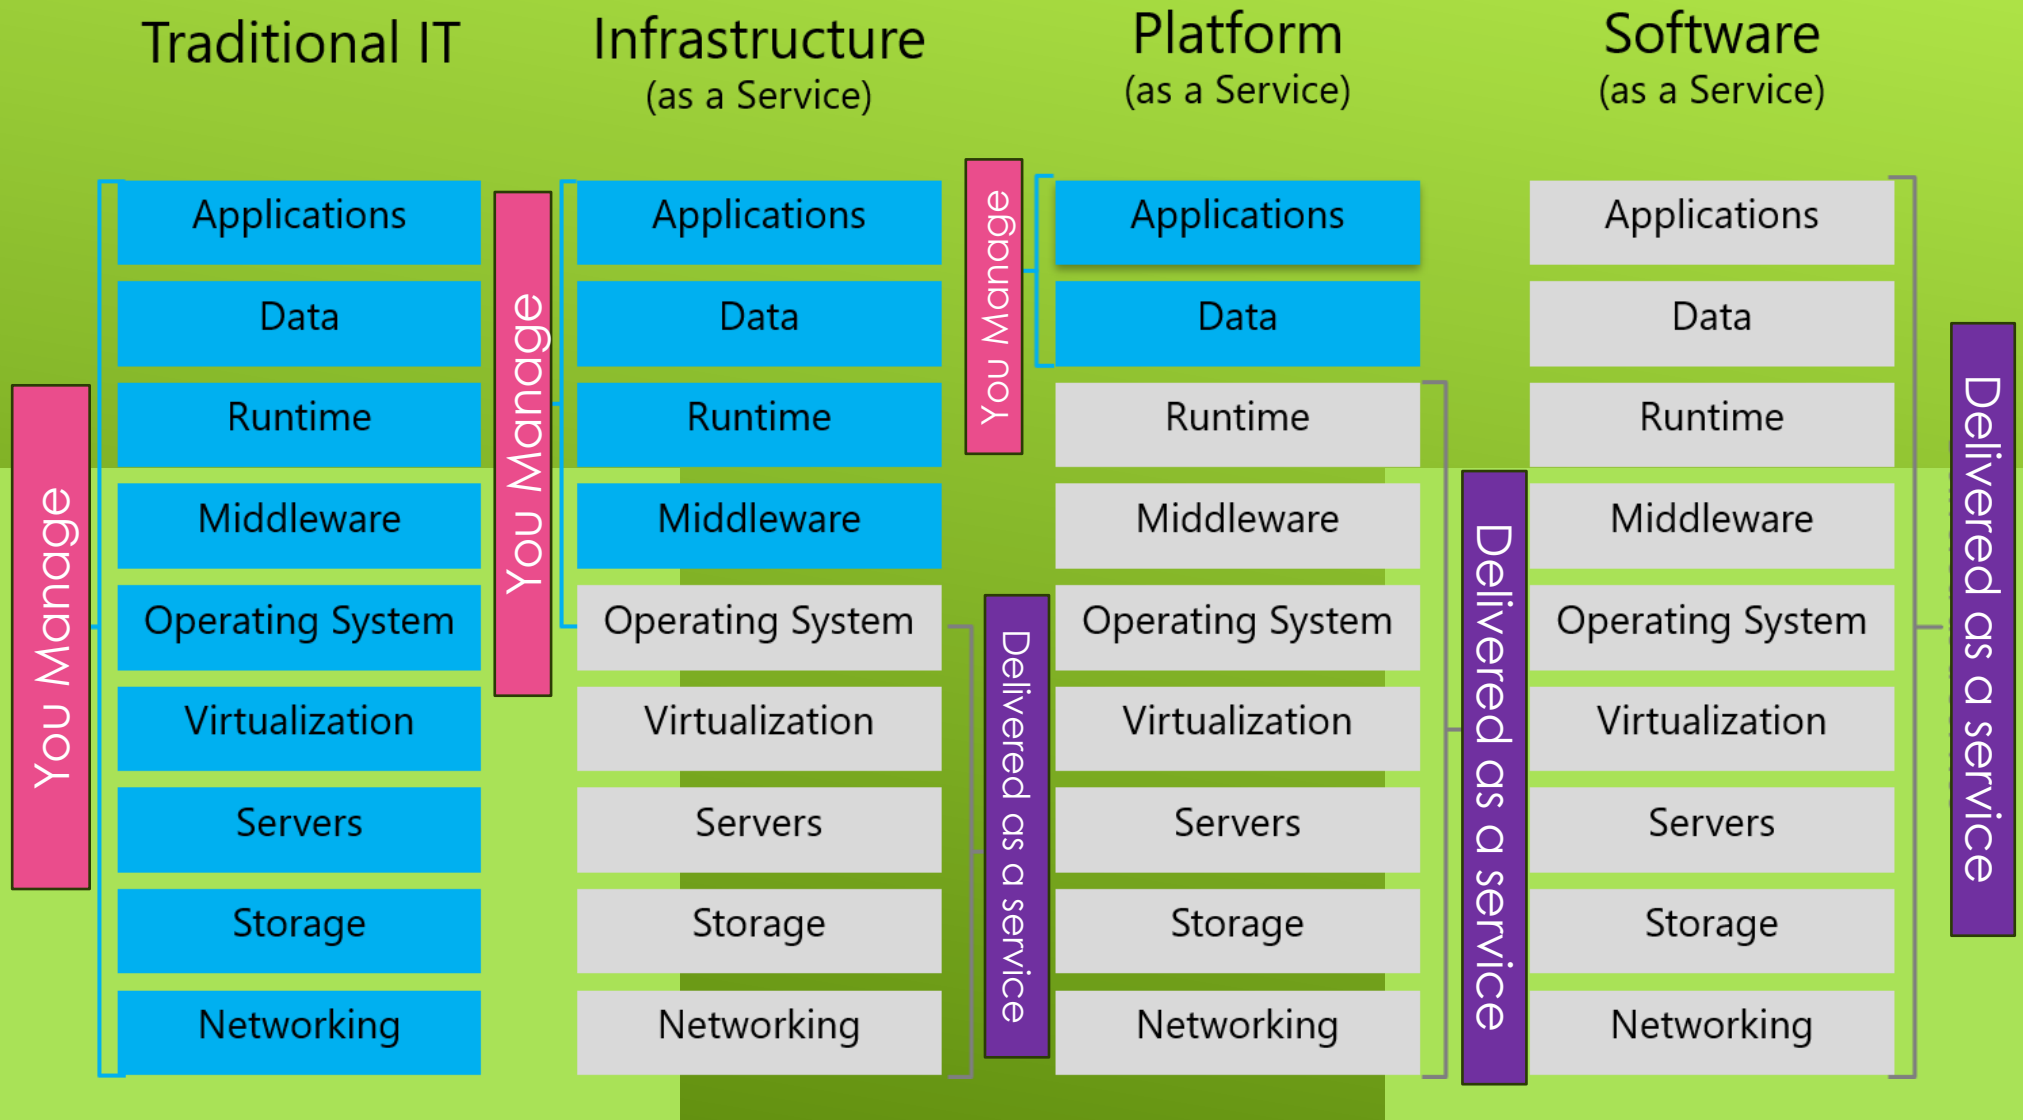 Traditional IT
Infrastructure
(as a Service)
Platform
(as a Service)
Software
(as a Service)
You Manage
Applications
Data
Runtime
Middleware
Operating System
Virtualization
Servers
Storage
Networking
You Manage
Applications
Data
Runtime
Middleware
Operating System
Virtualization
Servers
Storage
Networking
Delivered as a service
You Manage
Applications
Data
Runtime
Middleware
Operating System
Virtualization
Servers
Storage
Networking
Delivered as a service
Applications
Data
Runtime
Middleware
Operating System
Virtualization
Servers
Storage
Networking
Delivered as a service